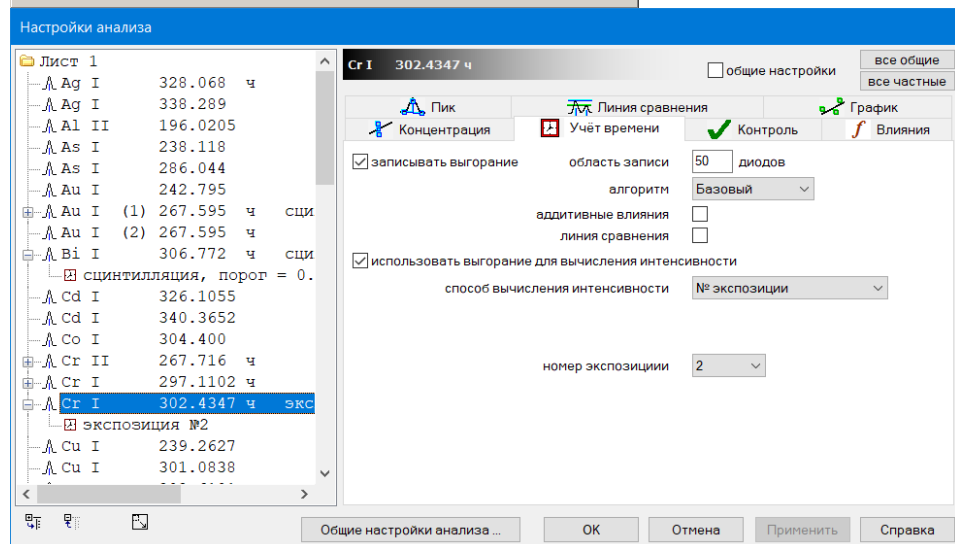 Настройки анализа
Лист 1
Ag I 328.068 ч
Ag I 338.289
Al II 196.0205
As I 238.118
As I 286.044
Au I 242.795
Au I (1) 267.595 ч сци
Au I (2) 267.595 ч
Bi I 306.772 ч сци
сцинтилляция, порог = 0.
Cd I 326.1055
Cd I 340.3652
Co I 304.400
Cr II 267.716 ч
Cr I 297.1102 ч
Cr I 302.4347 ч экс
экспозиция №2
Cu I 239.2627
Cu I 301.0838
Cr I 302.4347 ч
общие настройки
все общие
все частные
Пик
Линия сравнения
График
Концентрация
Учёт времени
Контроль
Влияния
записывать выгорание
область записи 50 диодов
алгоритм Базовый
аддитивные влияния
линия сравнения
использовать выгорание для вычисления интенсивности
способ вычисления интенсивности № экспозиции
номер экспозициии 2
Общие настройки анализа ...
OK
Отмена
Применить
Справка